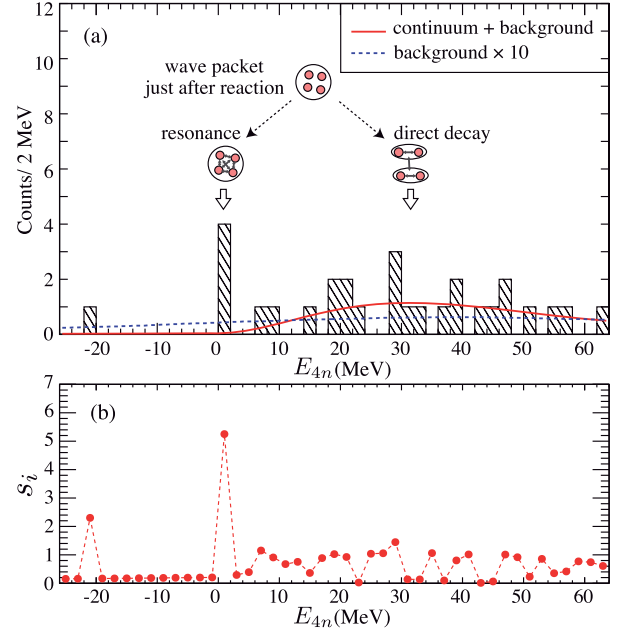 (a)
continuum + background
background × 10
wave packet
just after reaction
resonance
direct decay
Counts/ 2 MeV
12
10
8
6
4
2
0
-20 -10 0 10 20 30 40 50 60
E4n(MeV)
(b)
si
7
6
5
4
3
2
1
0
-20 -10 0 10 20 30 40 50 60
E4n(MeV)